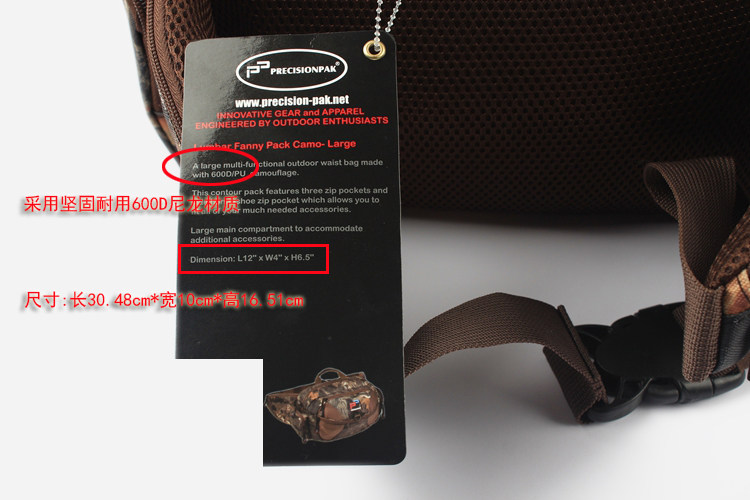 PP PRECISIONPAK®
www.precision-pak.net
INNOVATIVE GEAR and APPAREL
ENGINEERED BY OUTDOOR ENTHUSIASTS
Lumbar Fanny Pack Camo- Large
A large multi-functional outdoor waist bag made
with 600D/PU camouflage.
This contour pack features three zip pockets and
shoe zip pocket which allows you to
采用坚固耐用600D尼龙材质
of your much needed accessories.
Large main compartment to accommodate
additional accessories.
Dimension: L12" x W4" x H6.5"
尺寸:长30.48cm*宽10cm*高16.51cm